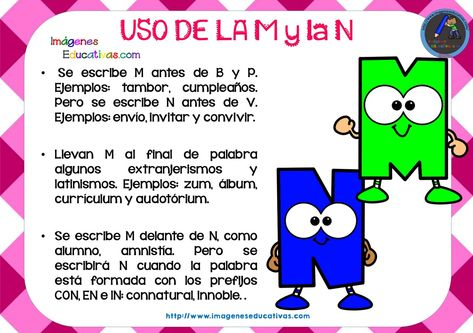 USO DE LA M y la N
Imágenes
Educativas.com
• Se escribe M antes de B y P.
Ejemplos: tambor, cumpleaños.
Pero se escribe N antes de V.
Ejemplos: envío, invitar y convivir.
• Llevan M al final de palabra
algunos extranjerismos y
latinismos. Ejemplos: zum, álbum,
currículum y audotórium.
• Se escribe M delante de N, como
alumno, amnistía. Pero se
escribirá N cuando la palabra
está formada con los prefijos
CON, EN e IN: connatural, innoble. .
M
N
http://www.imageneseducativas.com/